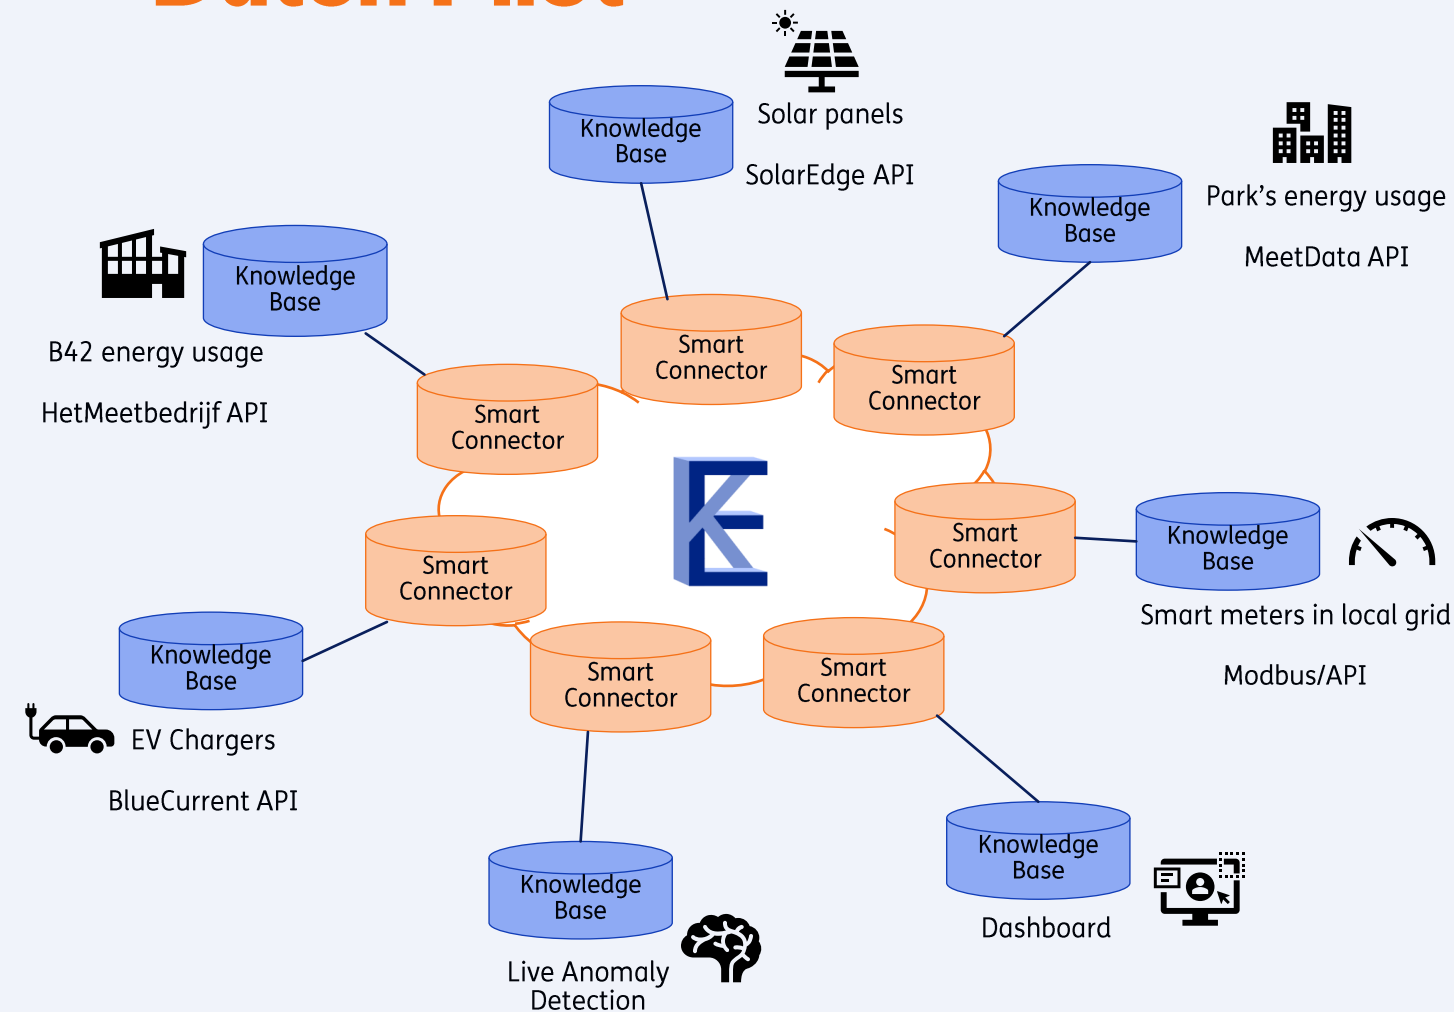 Dutch Pilot
Knowledge
Base
Solar panels
SolarEdge API
Knowledge
Base
Park's energy usage
MeetData API
Knowledge
Base
B42 energy usage
HetMeetbedrijf API
Smart
Connector
Smart
Connector
Smart
Connector
KE
Smart
Connector
Knowledge
Base
Smart meters in local grid
Modbus/API
Smart
Connector
Knowledge
Base
EV Chargers
BlueCurrent API
Smart
Connector
Smart
Connector
Knowledge
Base
Dashboard
Knowledge
Base
Live Anomaly
Detection